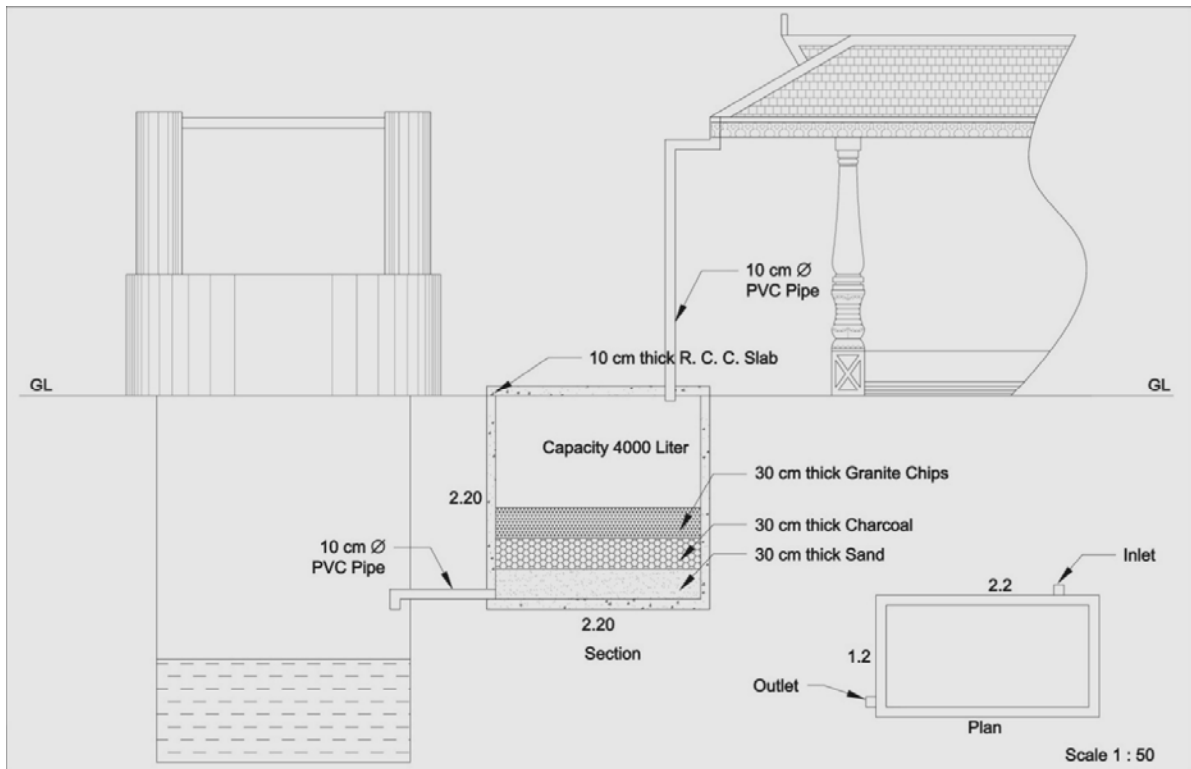 10 cm Ø
PVC Pipe
10 cm thick R. C. C. Slab
GL
GL
Capacity 4000 Liter
30 cm thick Granite Chips
2.20
30 cm thick Charcoal
10 cm Ø
PVC Pipe
30 cm thick Sand
Inlet
2.2
2.20
Section
1.2
Outlet
Plan
Scale 1 : 50